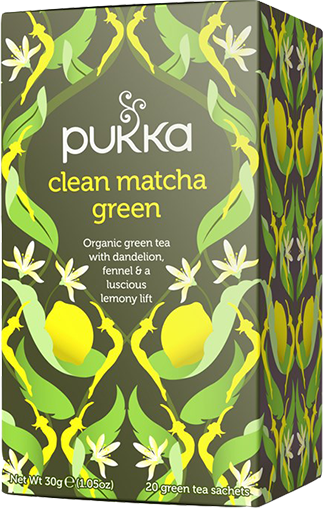 pukka
clean matcha
green
Organic green tea
with dandelion,
fennel & a
luscious
lemony lift
Net Wt 30g ℮ (1.05oz)
20 green tea sachets